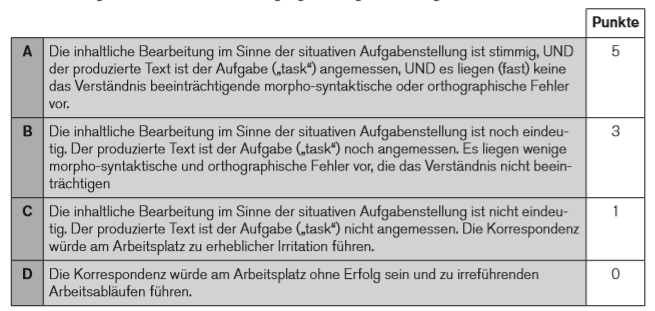 Punkte
A Die inhaltliche Bearbeitung im Sinne der situativen Aufgabenstellung ist stimmig, UND 5
der produzierte Text ist der Aufgabe („task“) angemessen, UND es liegen (fast) keine
das Verständnis beeinträchtigende morpho-syntaktische oder orthographische Fehler
vor.
B Die inhaltliche Bearbeitung im Sinne der situativen Aufgabenstellung ist noch eindeu- 3
tig. Der produzierte Text ist der Aufgabe („task“) noch angemessen. Es liegen wenige
morpho-syntaktische und orthographische Fehler vor, die das Verständnis nicht beein-
trächtigen
C Die inhaltliche Bearbeitung im Sinne der situativen Aufgabenstellung ist nicht eindeu- 1
tig. Der produzierte Text ist der Aufgabe („task“) nicht angemessen. Die Korrespondenz
würde am Arbeitsplatz zu erheblicher Irritation führen.
D Die Korrespondenz würde am Arbeitsplatz ohne Erfolg sein und zu irreführenden 0
Arbeitsabläufen führen.